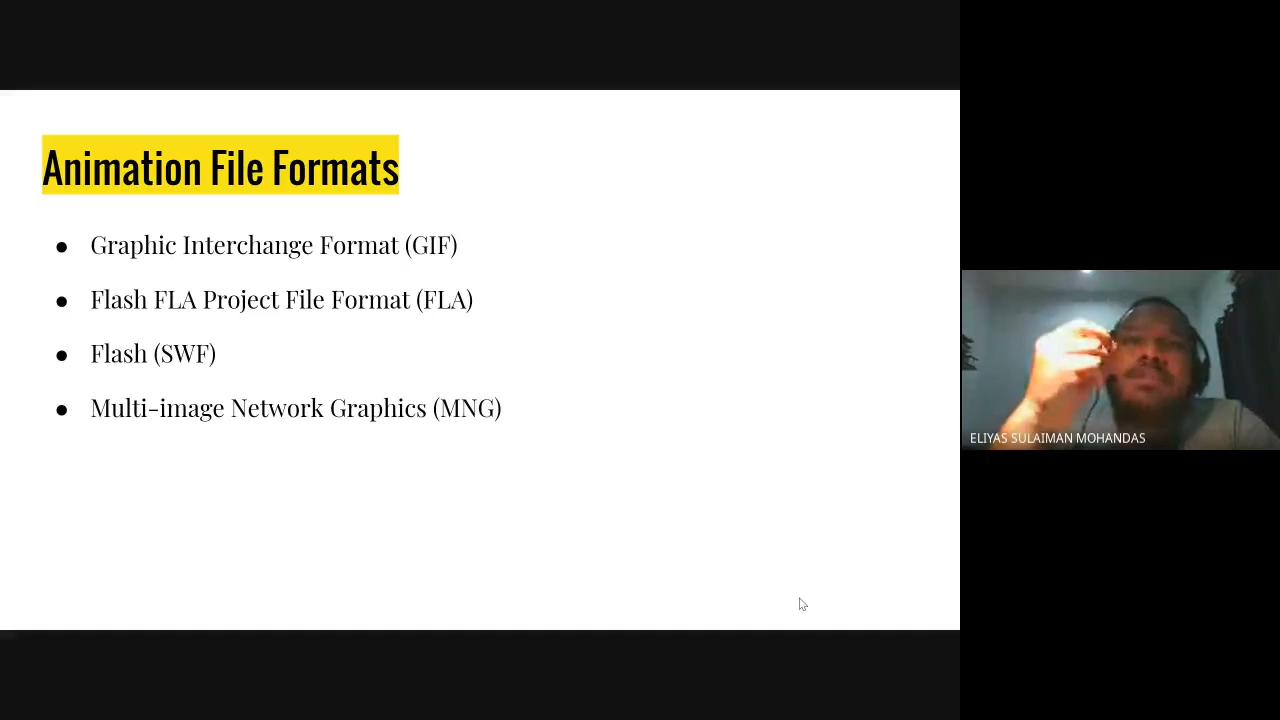 Animation File Formats
● Graphic Interchange Format (GIF)
● Flash FLA Project File Format (FLA)
● Flash (SWF)
● Multi-image Network Graphics (MNG)
ELIYAS SULAIMAN MOHANDAS